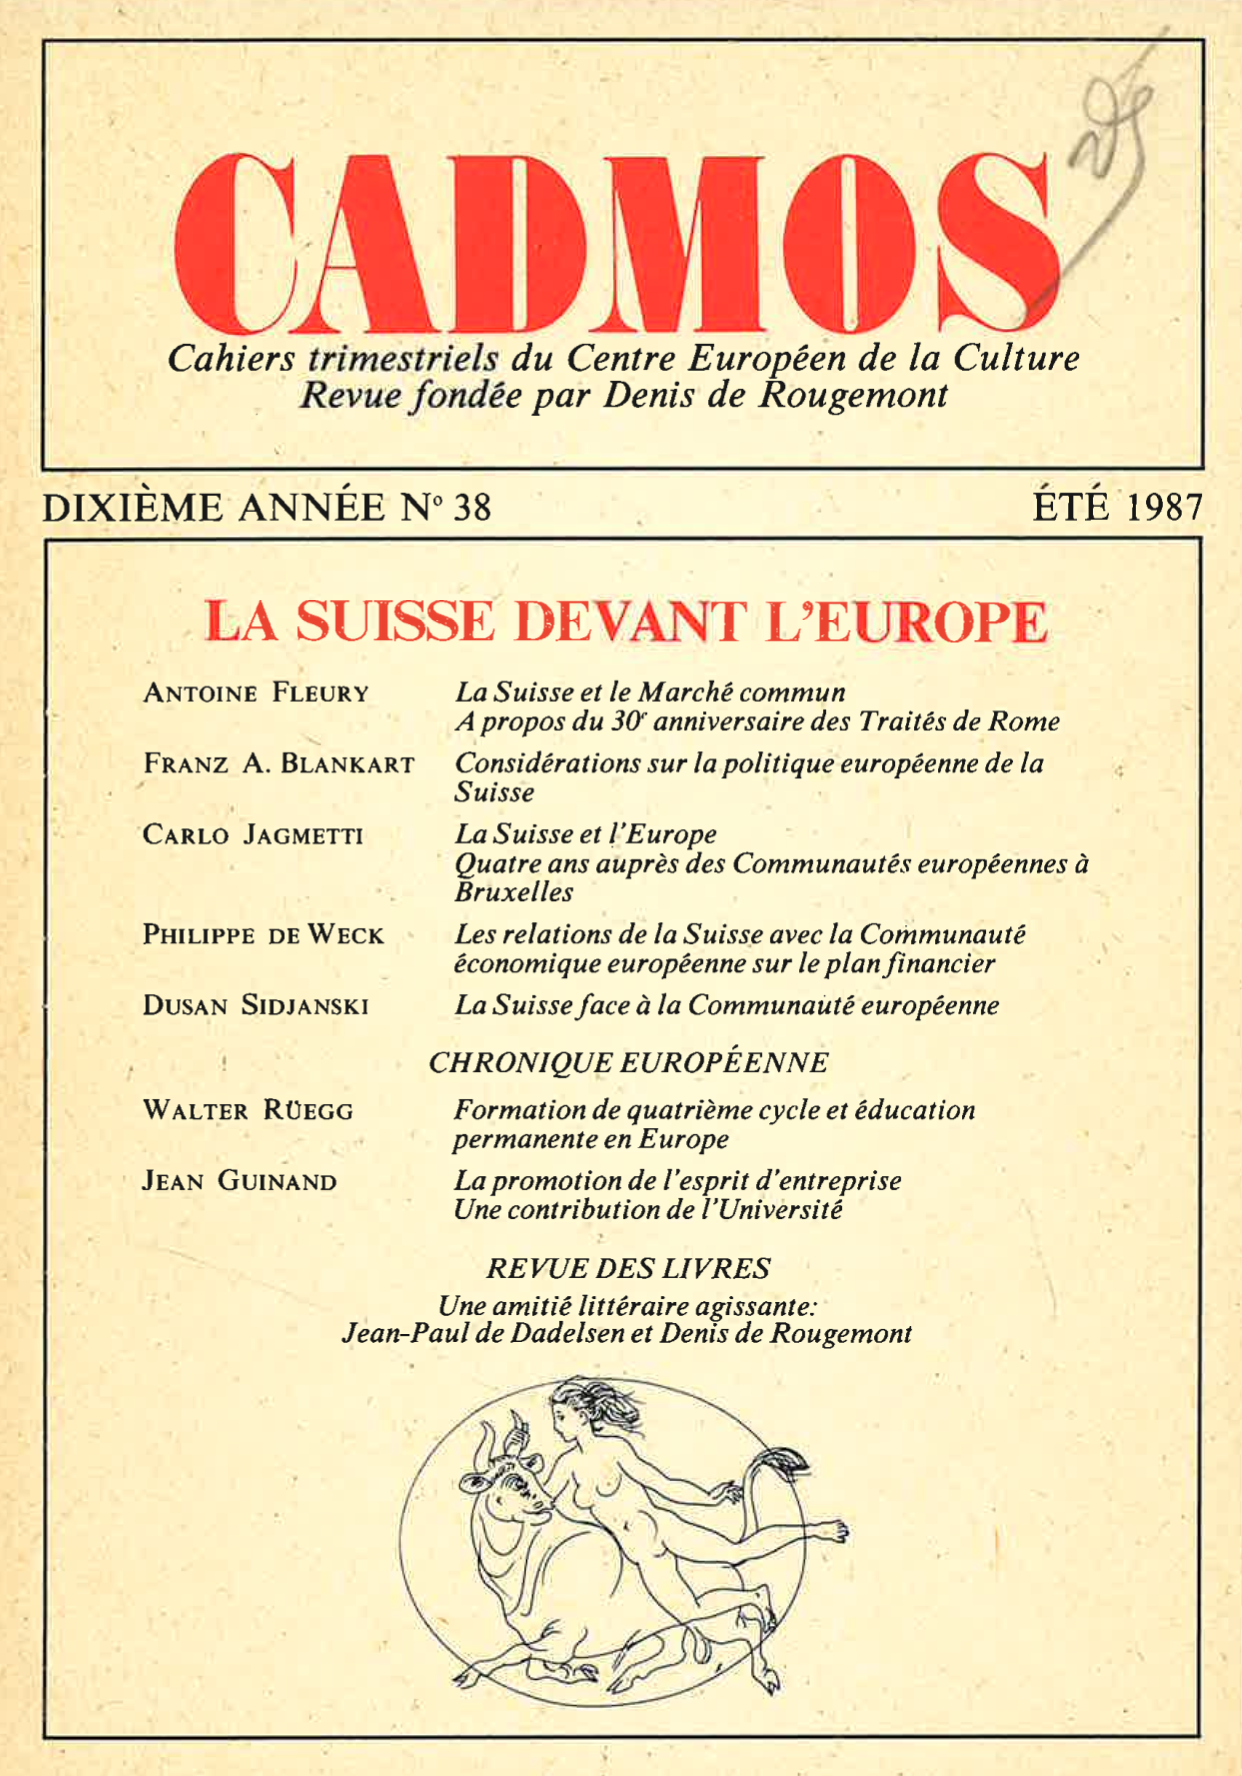 CADMOS
Cahiers trimestriels du Centre Européen de la Culture
Revue fondée par Denis de Rougemont
DIXIÈME ANNÉE N° 38
ÉTÉ 1987
LA SUISSE DEVANT L'EUROPE
ANTOINE FLEURY
La Suisse et le Marché commun
A propos du 30e anniversaire des Traités de Rome
FRANZ A. BLANKART
Considérations sur la politique européenne de la
Suisse
CARLO JAGMETTI
La Suisse et l'Europe
Quatre ans auprès des Communautés européennes à
Bruxelles
PHILIPPE DE WECK
Les relations de la Suisse avec la Communauté
économique européenne sur le plan financier
DUSAN SIDJANSKI
La Suisse face à la Communauté européenne
CHRONIQUE EUROPÉENNE
WALTER RÜEGG
Formation de quatrième cycle et éducation
permanente en Europe
JEAN GUINAND
La promotion de l'esprit d'entreprise
Une contribution de l'Université
REVUE DES LIVRES
Une amitié littéraire agissante:
Jean-Paul de Dadelsen et Denis de Rougemont